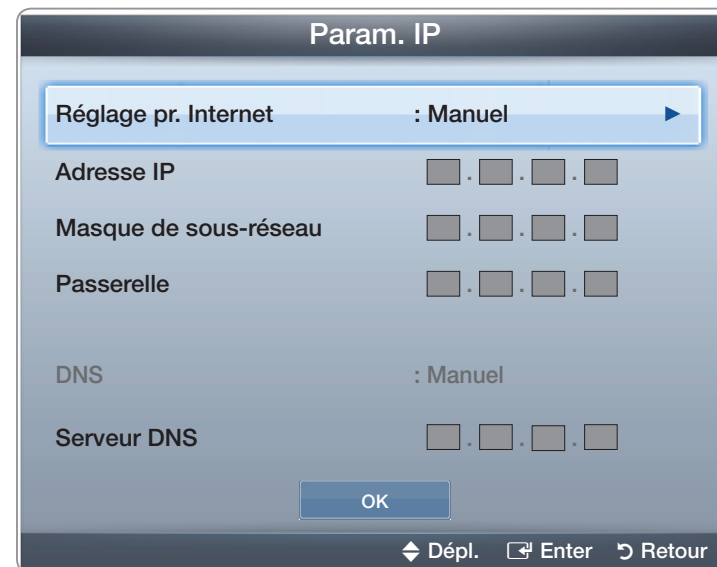 Param. IP
Réglage pr. Internet : Manuel
Adresse IP . . .
Masque de sous-réseau . . .
Passerelle . . .
DNS : Manuel
Serveur DNS . . .
OK
Dépl. Enter Retour